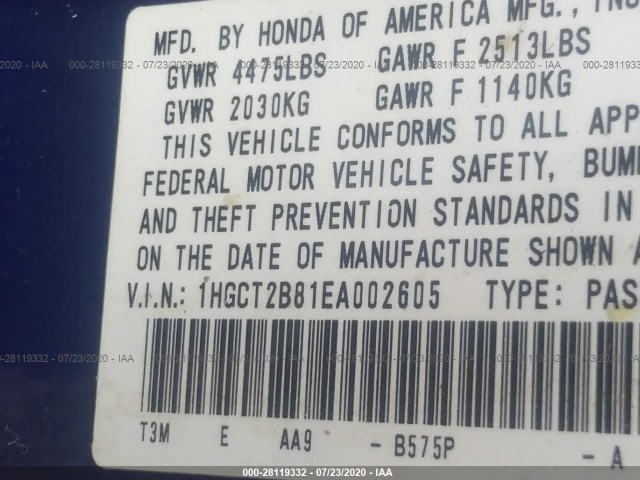 MFD. BY HONDA OF AMERICA MFG., INC
GVWR 4475LBS GAWR F 2513LBS
GVWR 2030KG GAWR F 1140KG
THIS VEHICLE CONFORMS TO ALL APP
FEDERAL MOTOR VEHICLE SAFETY, BUM
AND THEFT PREVENTION STANDARDS IN
ON THE DATE OF MANUFACTURE SHOWN A
V.I.N.: 1HGCT2B81EA002605 TYPE: PAS
T3M E AA9 - B575P - A
000-28119332 - 07/23/2020 - IAA